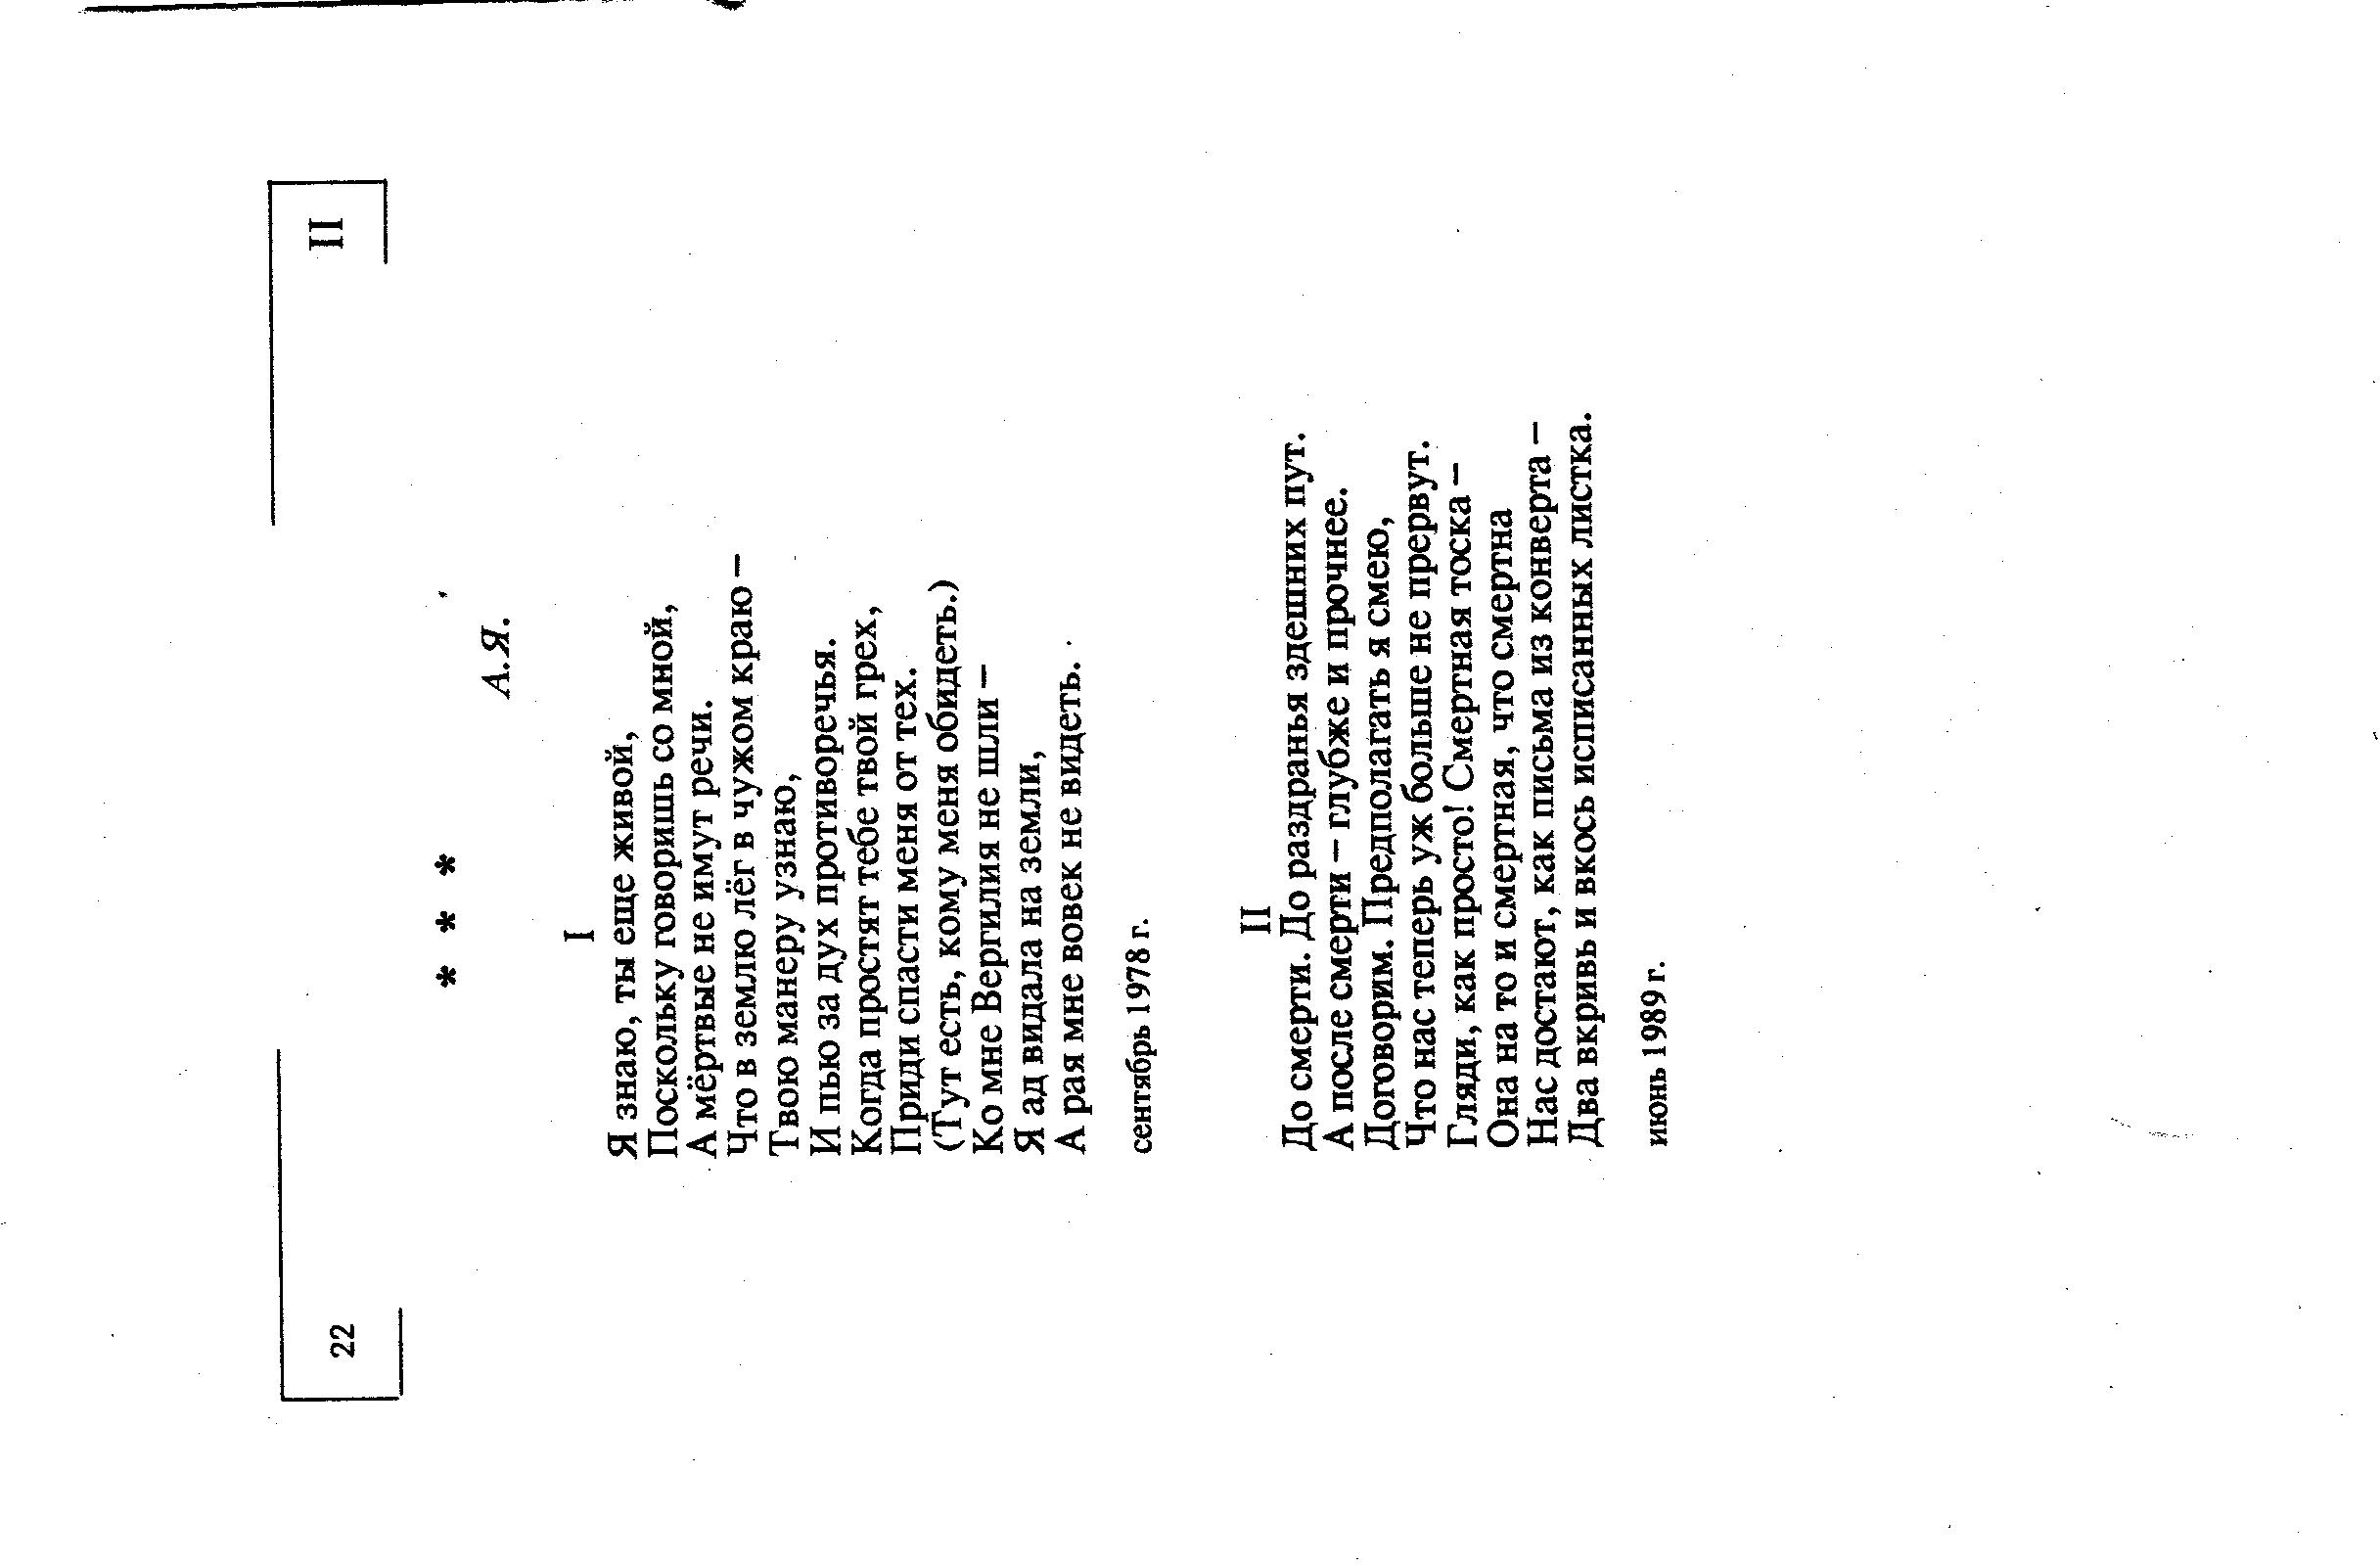 22
II
* * *
А.Я.
I
Я знаю, ты еще живой,
Поскольку говоришь со мной,
А мёртвые не имут речи.
Что в землю лёг в чужом краю –
Твою манеру узнаю,
И пью за дух противоречья.
Когда простят тебе твой грех,
Приди спасти меня от тех.
(Тут есть, кому меня обидеть.)
Ко мне Вергилия не шли –
Я ад видала на земли,
А рая мне вовек не видеть.
сентябрь 1978 г.
II
До смерти. До раздранья здешних пут.
А после смерти – глубже и прочнее.
Договорим. Предполагать я смею,
Что нас теперь уж больше не прервут.
Гляди, как просто! Смертная тоска –
Она на то и смертная, что смертна
Нас достают, как письма из конверта –
Два вкривь и вкось исписанных листка.
июнь 1989 г.